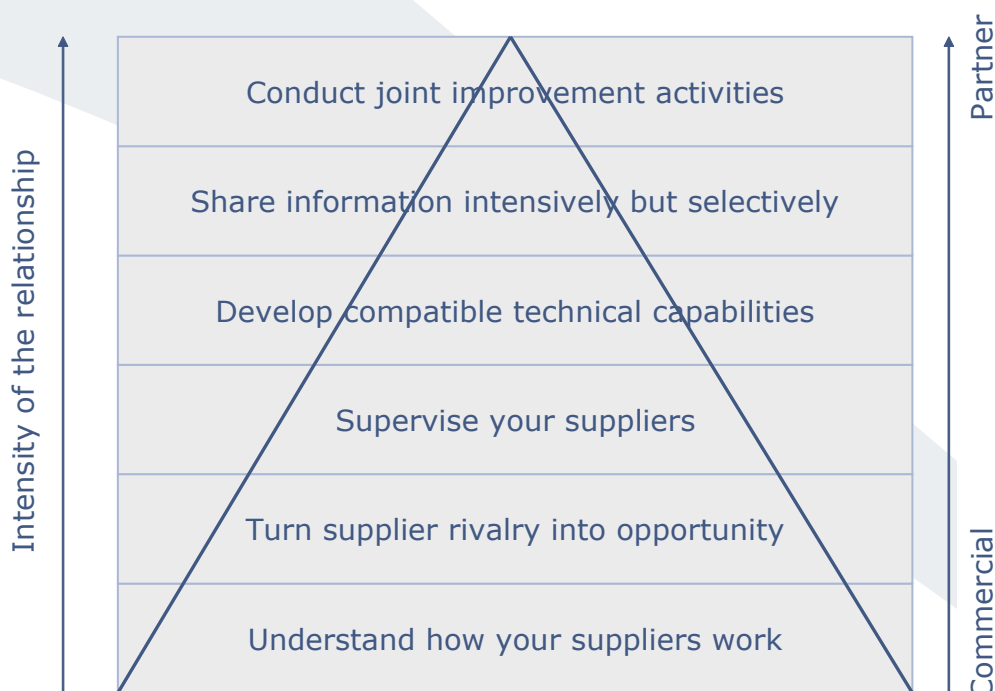 Partner
Conduct joint improvement activities
Share information intensively but selectively
Intensity of the relationship
Develop compatible technical capabilities
Supervise your suppliers
Turn supplier rivalry into opportunity
Commercial
Understand how your suppliers work